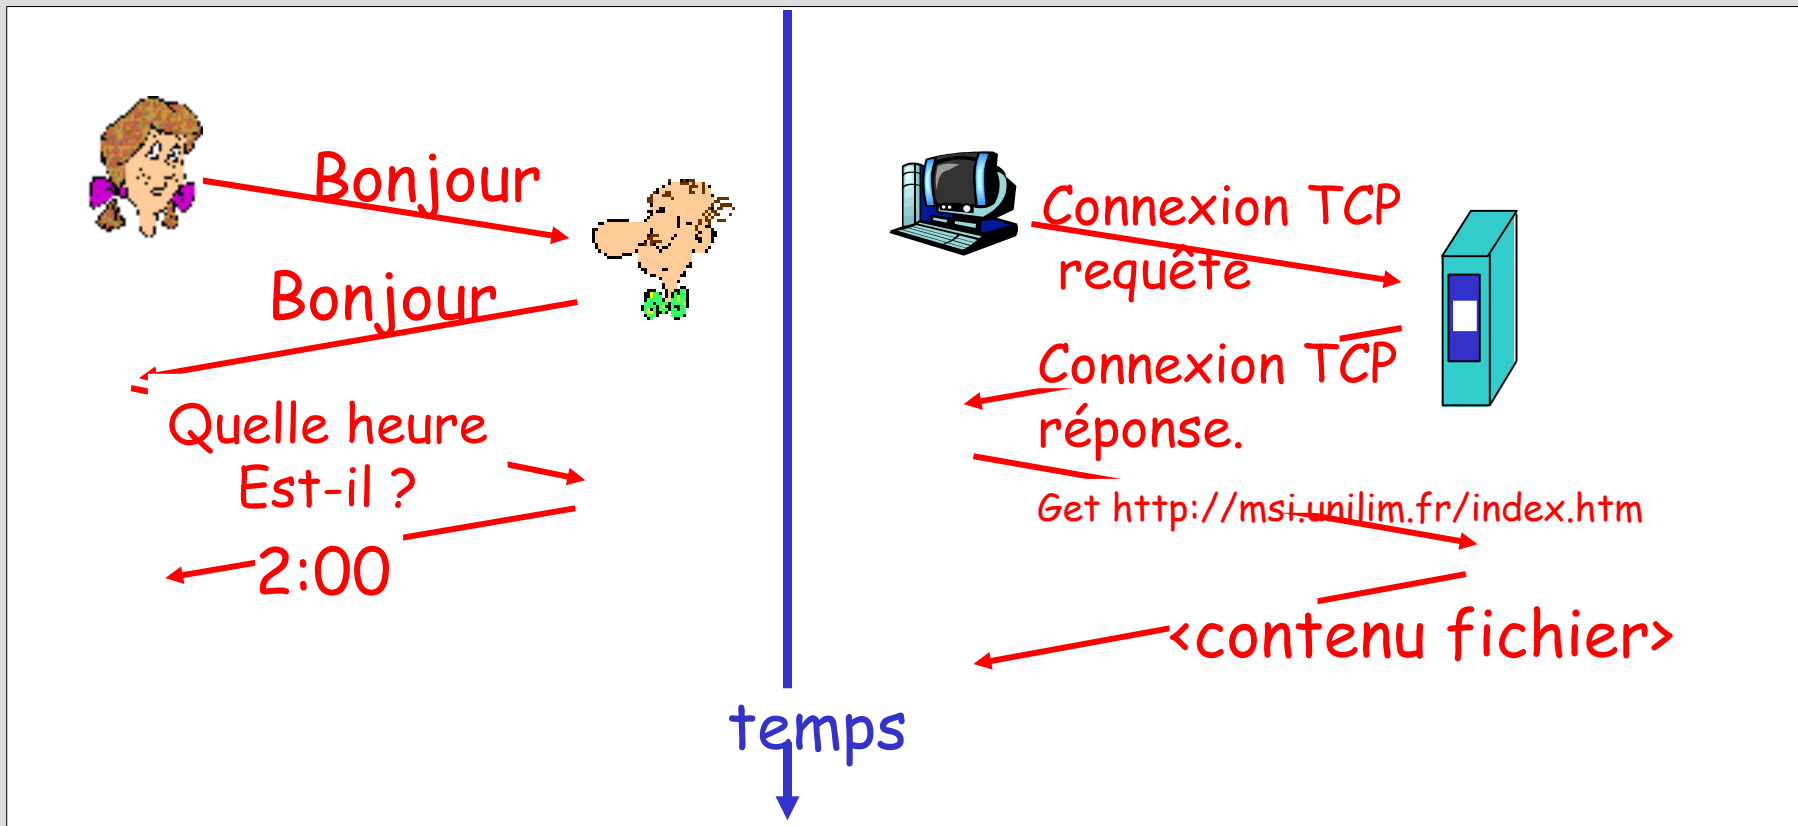 Bonjour
Bonjour
Quelle heure
Est-il ?
2:00
Connexion TCP
requête
Connexion TCP
réponse.
Get http://msi.unilim.fr/index.htm
<contenu fichier>
temps